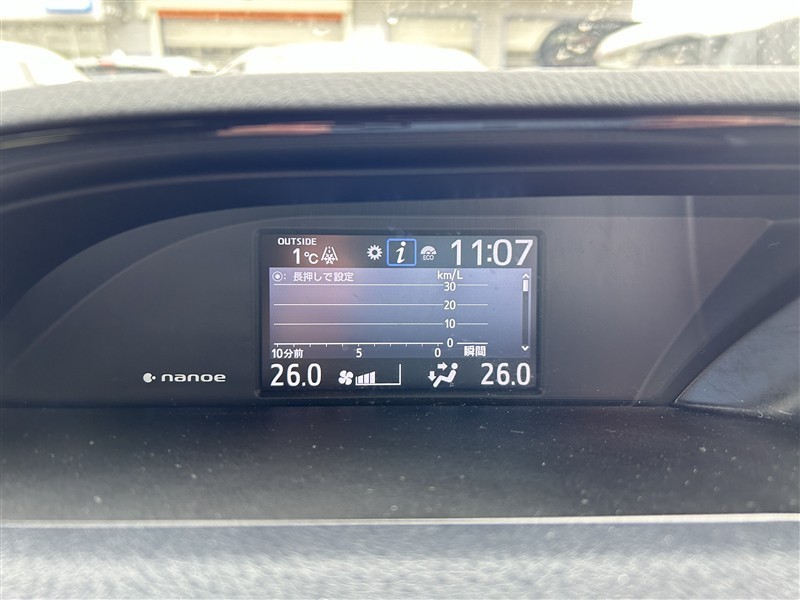 OUTSIDE
1℃
i
ECO
11:07
: 長押しで設定
km/L
30
20
10
0
10分前 5 0 瞬間
26.0
26.0
nanoe